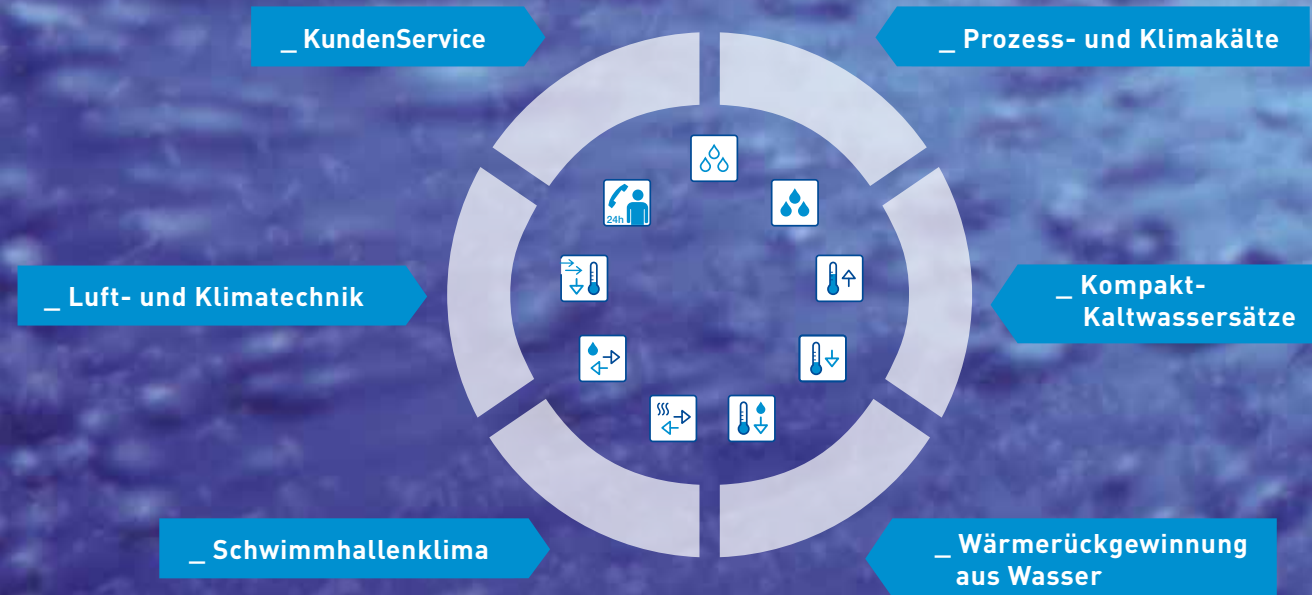 _ KundenService
_ Prozess- und Klimakälte
24h
_ Luft- und Klimatechnik
_ Kompakt-
Kaltwassersätze
_ Schwimmhallenklima
_ Wärmerückgewinnung
aus Wasser